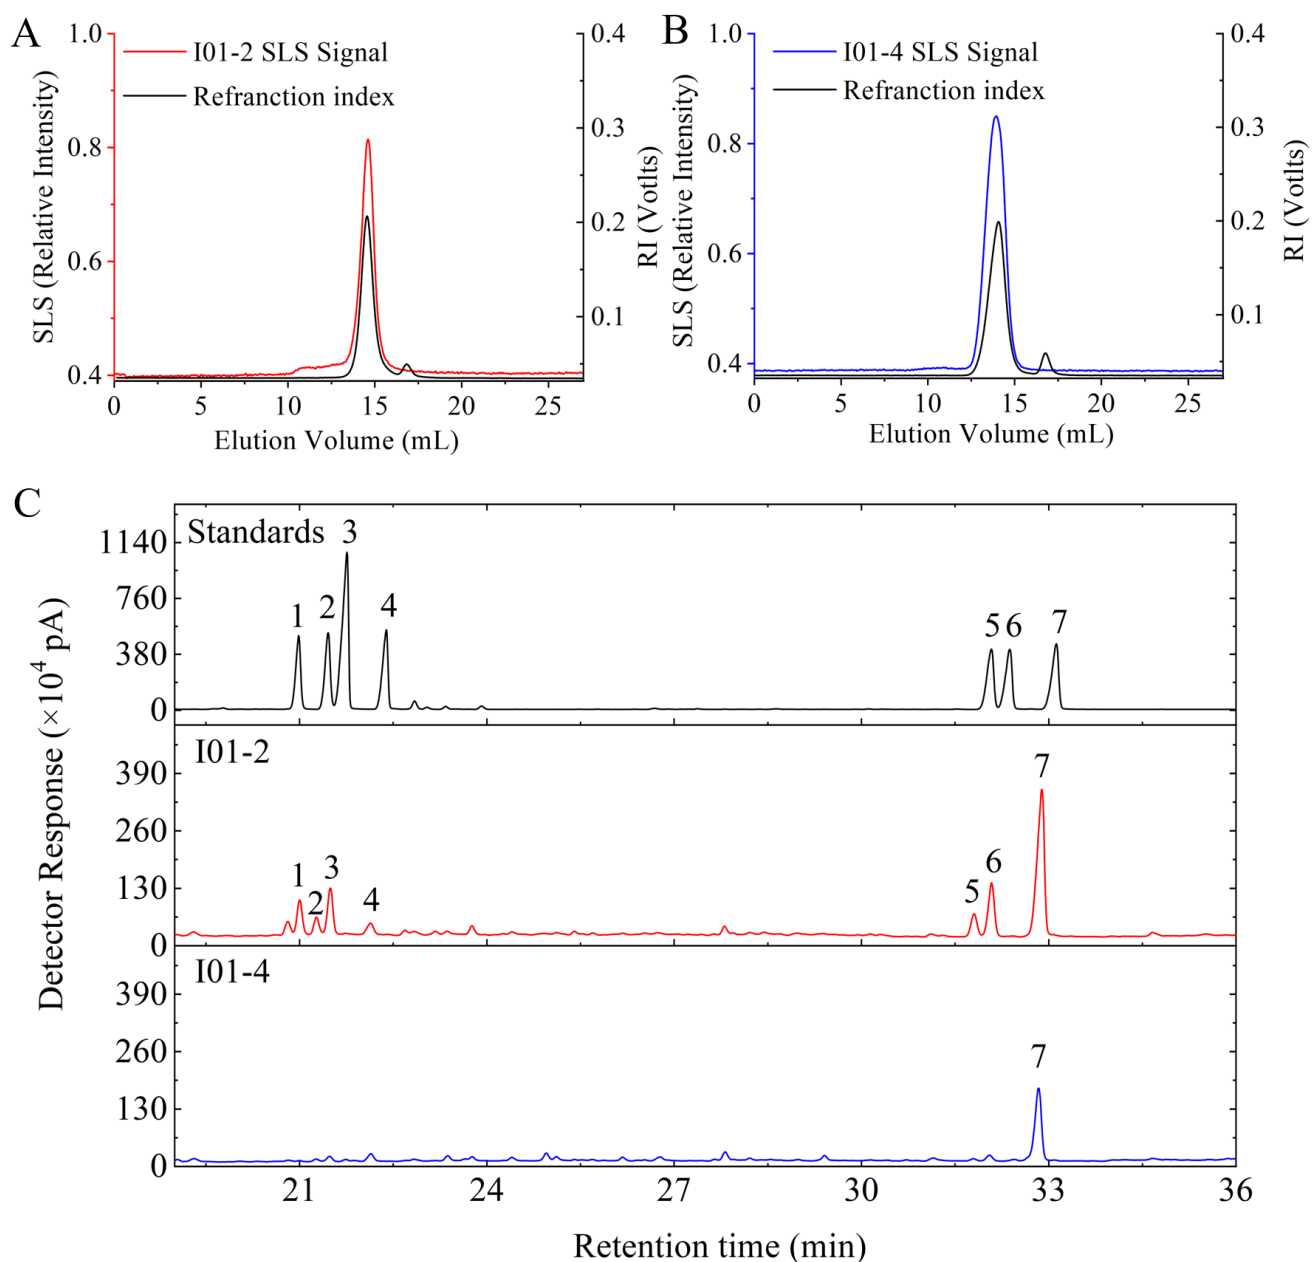 A
1.0
0.8
0.6
0.4
SLS (Relative Intensity)
I01-2 SLS Signal
Refranction index
0.4
0.3
0.2
0.1
RI (Votlts)
0 5 10 15 20 25
Elution Volume (mL)
B
1.0
0.8
0.6
0.4
SLS (Relative Intensity)
I01-4 SLS Signal
Refranction index
0.4
0.3
0.2
0.1
RI (Votlts)
0 5 10 15 20 25
Elution Volume (mL)
C
Detector Response (×10⁴ pA)
Standards
1140
760
380
0
1 2 3 4 5 6 7
I01-2
390
260
130
0
1 2 3 4 5 6 7
I01-4
390
260
130
0
7
21 24 27 30 33 36
Retention time (min)